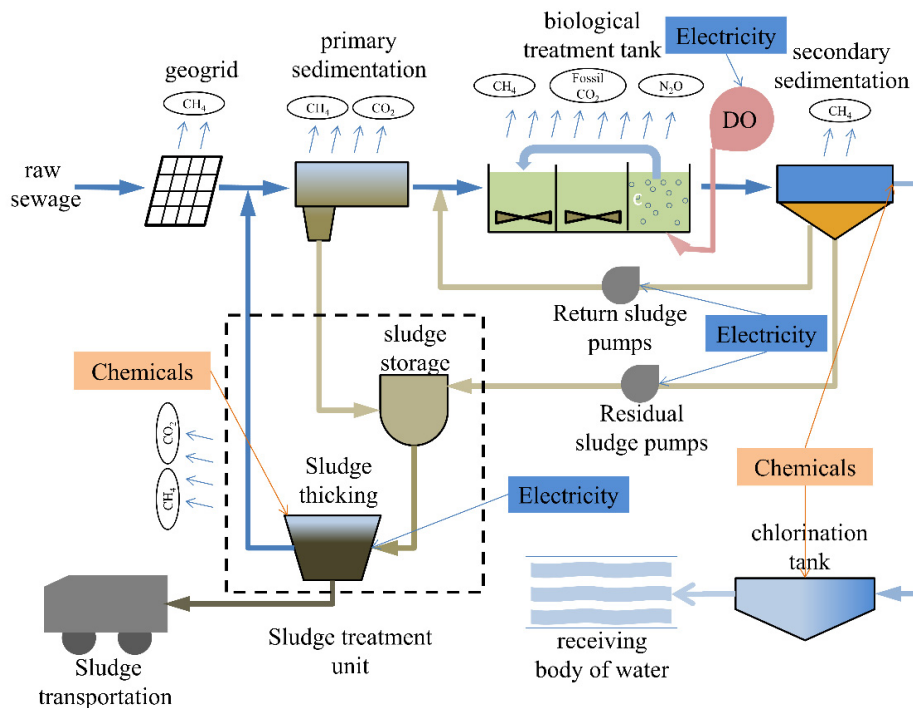 raw
sewage
geogrid
CH4
primary
sedimentation
CH4
CO2
biological
treatment tank
CH4
Fossil
CO2
N2O
Electricity
DO
secondary
sedimentation
CH4
e
Return sludge
pumps
Electricity
Residual
sludge pumps
sludge
storage
Chemicals
CO2
CH4
Sludge
thicking
Electricity
Chemicals
chlorination
tank
receiving
body of water
Sludge treatment
unit
Sludge
transportation